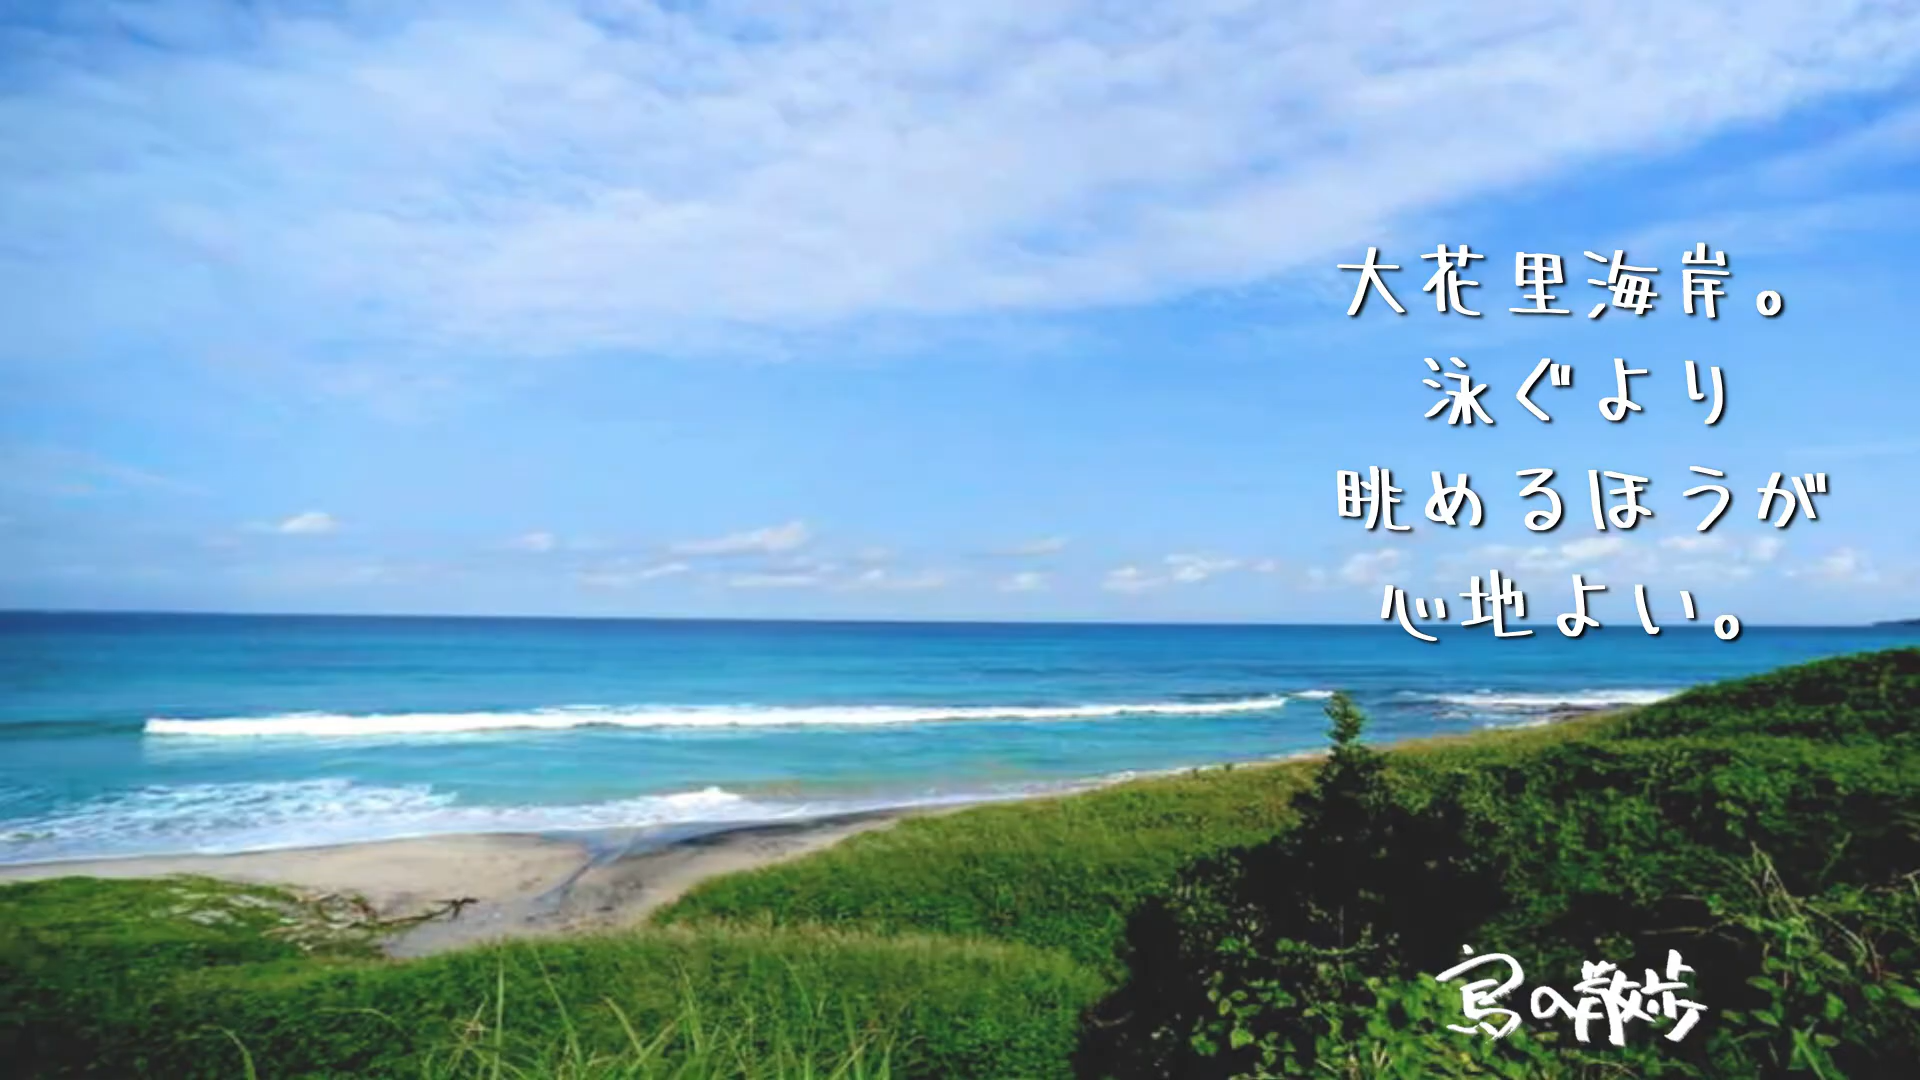 大花里海岸。
泳ぐより
眺めるほうが
心地よい。
鳥の散歩